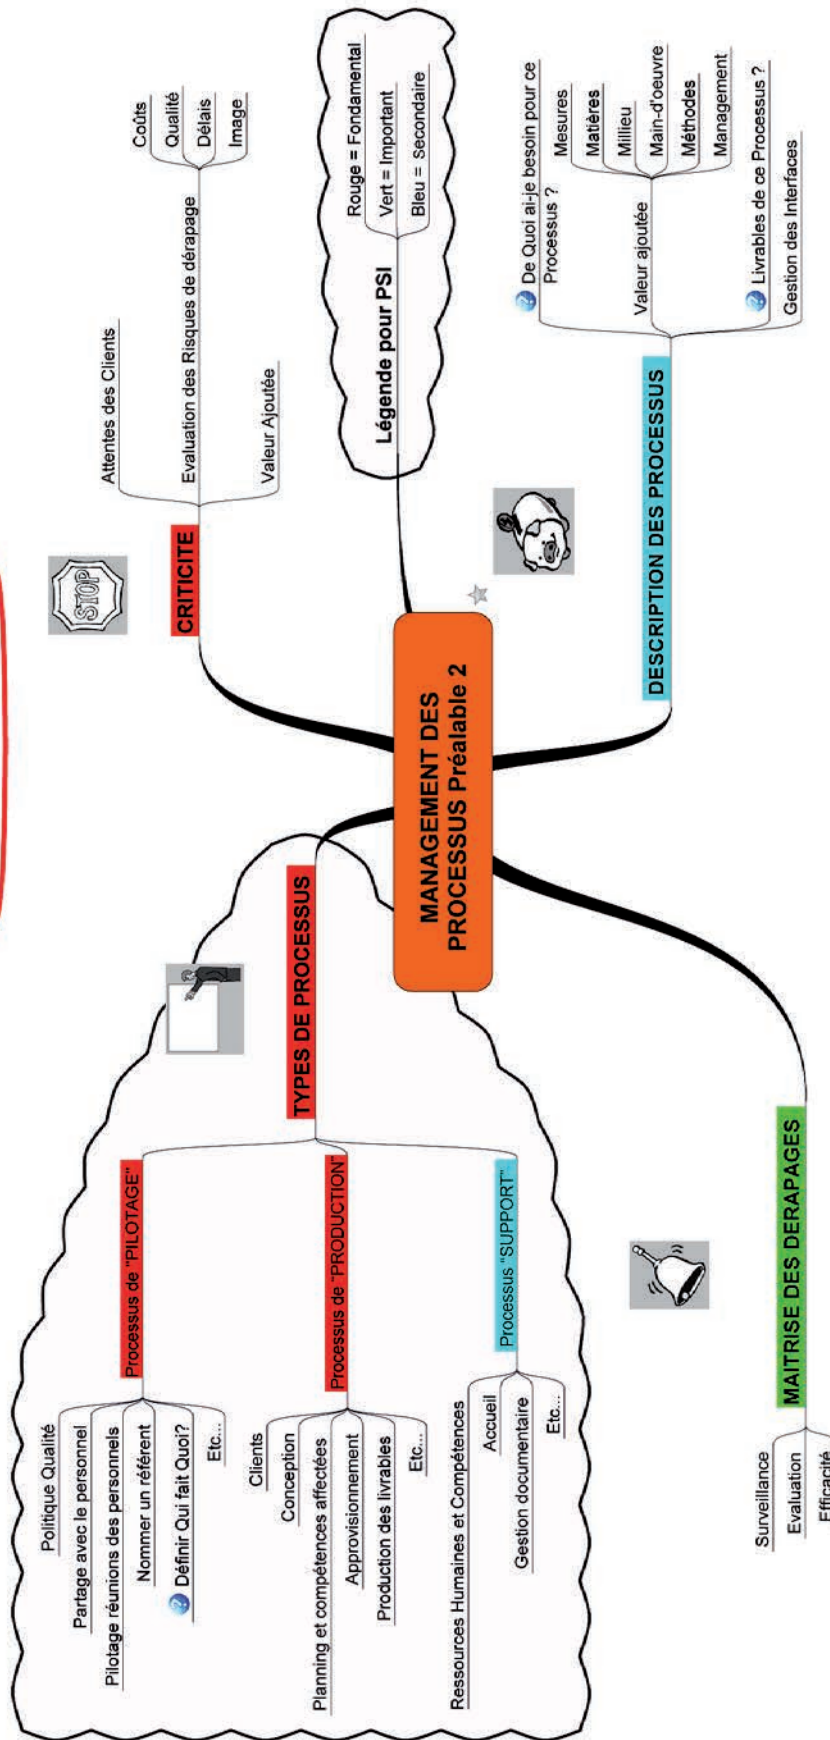 MANAGEMENT DES
PROCESSUS Préalable 2
TYPES DE PROCESSUS
Processus de "PILOTAGE"
Politique Qualité
Partage avec le personnel
Pilotage réunions des personnels
Nommer un référent
? Définir Qui fait Quoi?
Etc...
Processus de "PRODUCTION"
Clients
Conception
Planning et compétences affectées
Approvisionnement
Production des livrables
Etc...
Processus "SUPPORT"
Ressources Humaines et Compétences
Accueil
Gestion documentaire
Etc...
MAITRISE DES DERAPAGES
Surveillance
Evaluation
Efficacité
STOP
CRITICITE
Attentes des Clients
Evaluation des Risques de dérapage
Coûts
Qualité
Délais
Image
Valeur Ajoutée
Légende pour PSI
Rouge = Fondamental
Vert = Important
Bleu = Secondaire
DESCRIPTION DES PROCESSUS
? De Quoi ai-je besoin pour ce
Processus ?
Valeur ajoutée
Mesures
Matières
Millieu
Main-d'oeuvre
Méthodes
Management
? Livrables de ce Processus ?
Gestion des Interfaces